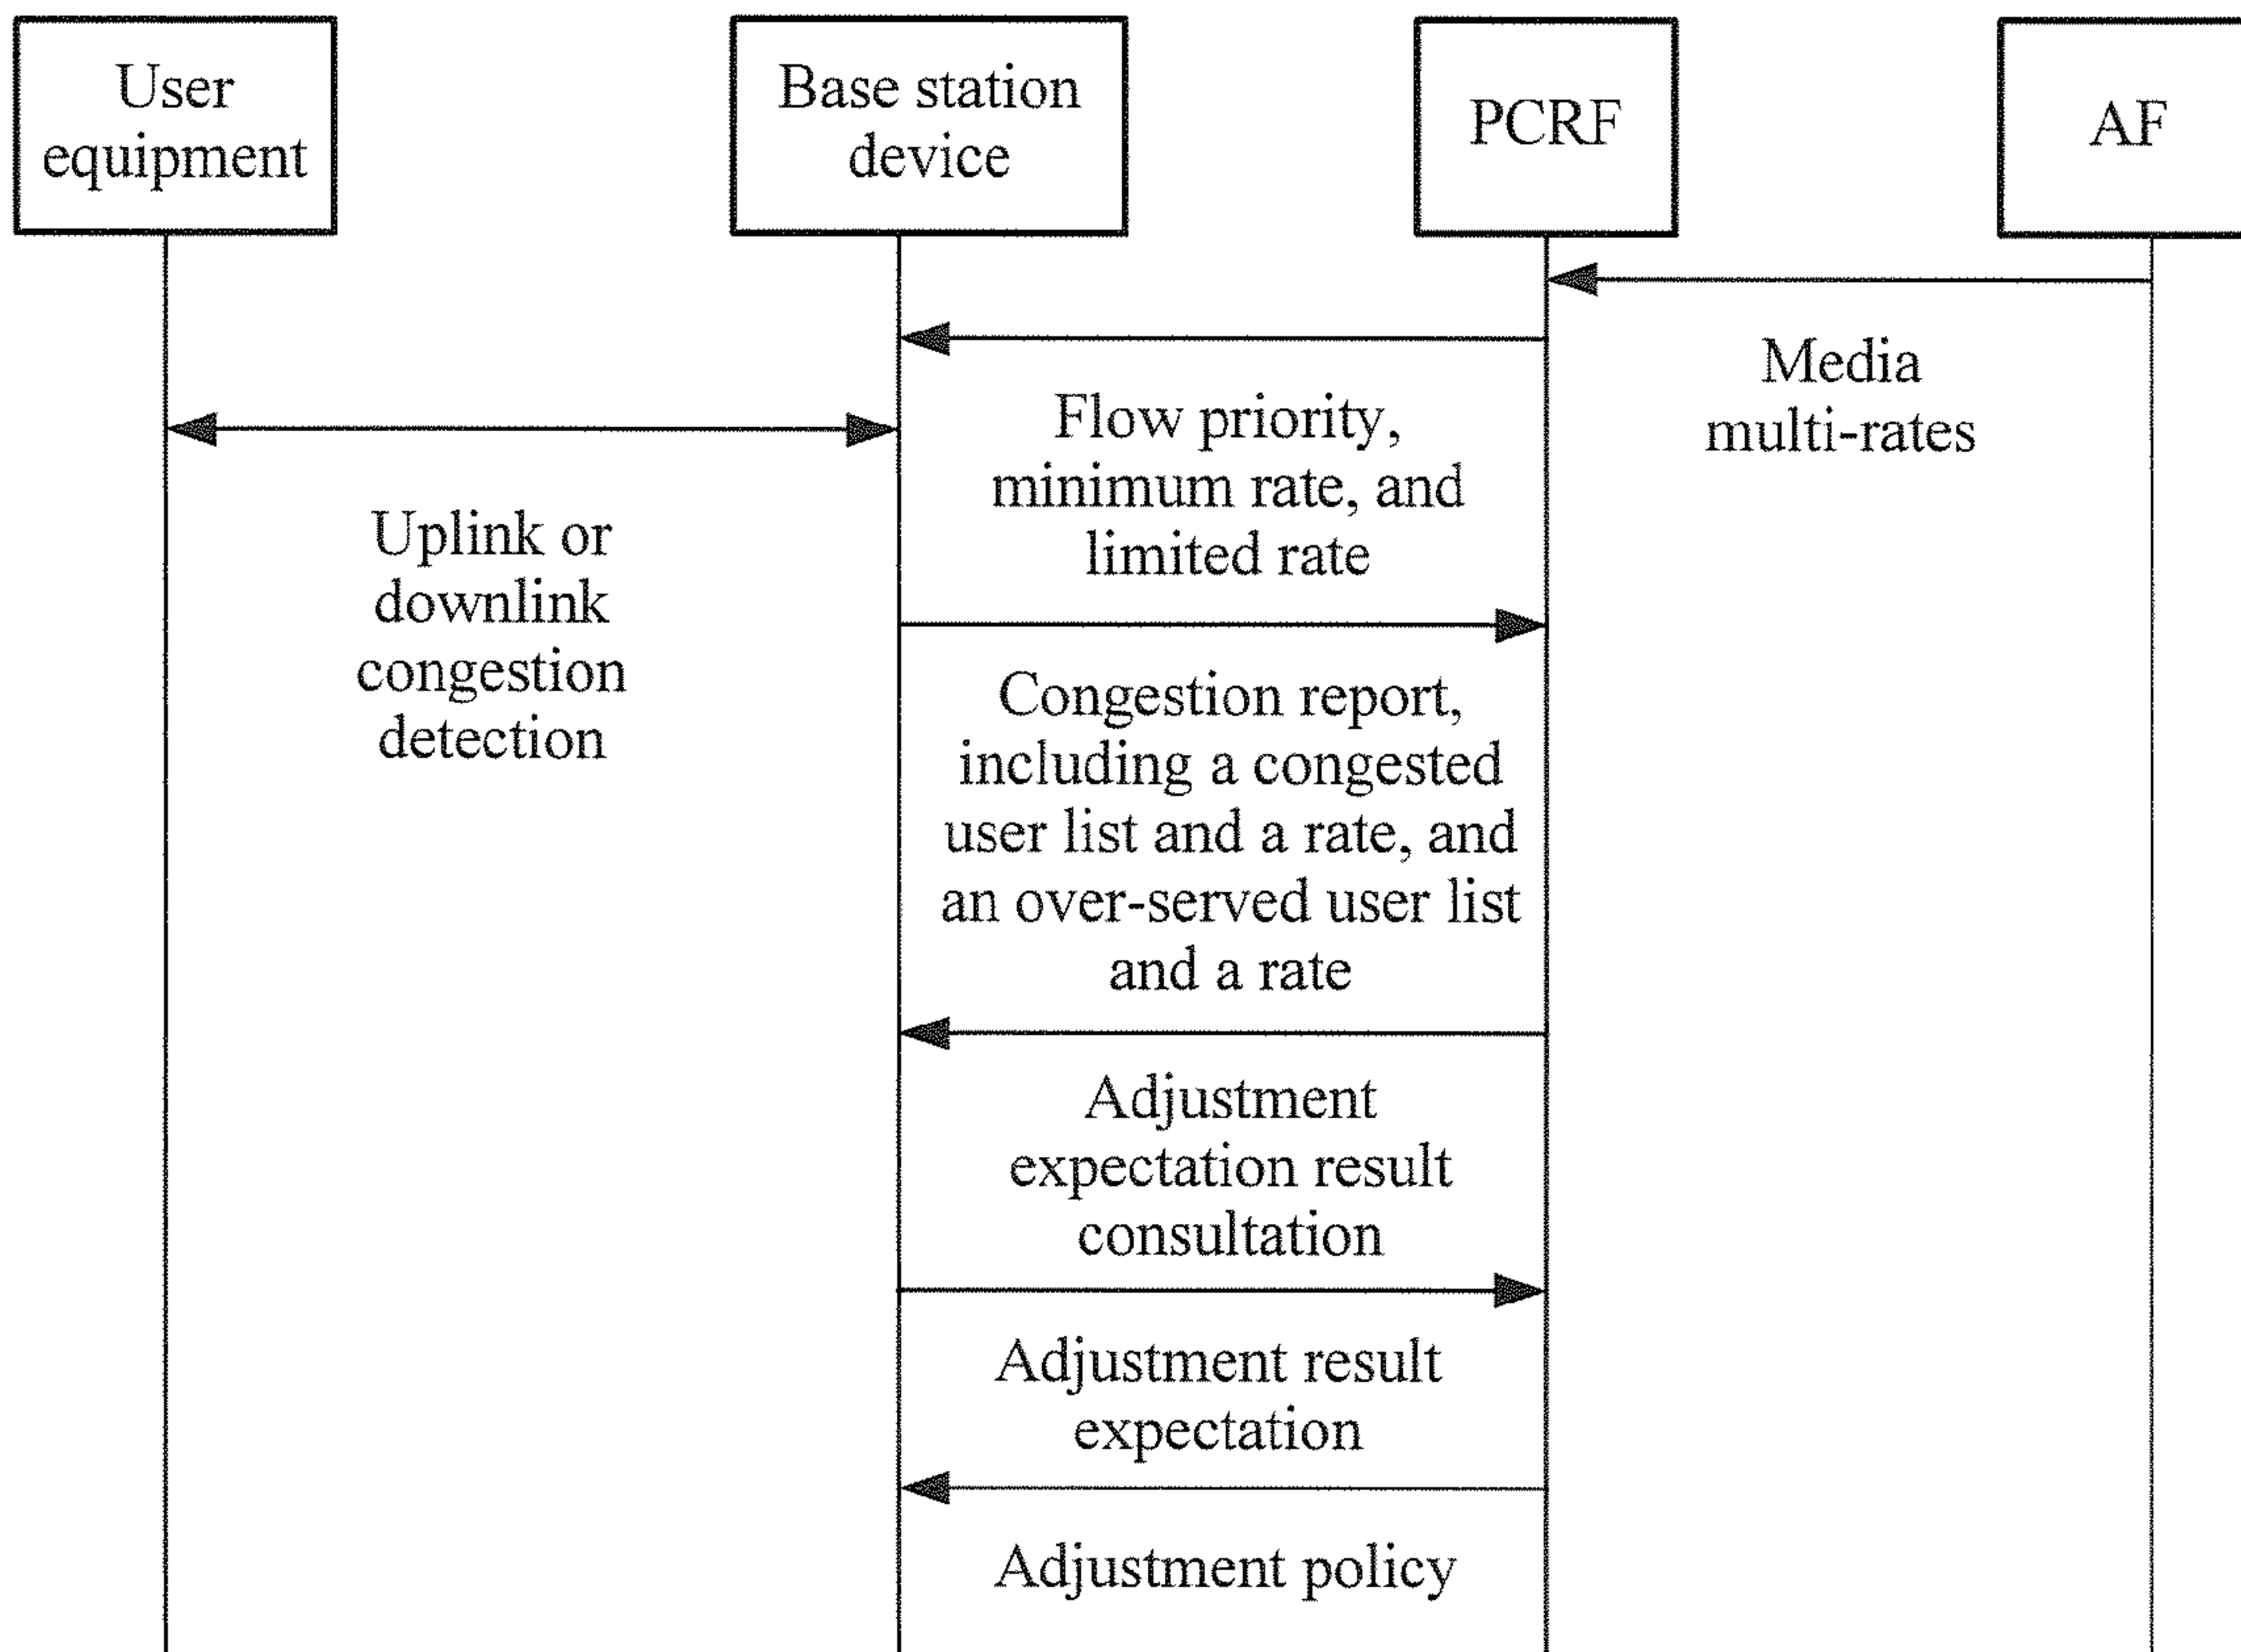 User
equipment
Base station
device
PCRF
AF
Media
multi-rates
Flow priority,
minimum rate, and
limited rate
Uplink or
downlink
congestion
detection
Congestion report,
including a congested
user list and a rate, and
an over-served user list
and a rate
Adjustment
expectation result
consultation
Adjustment result
expectation
Adjustment policy